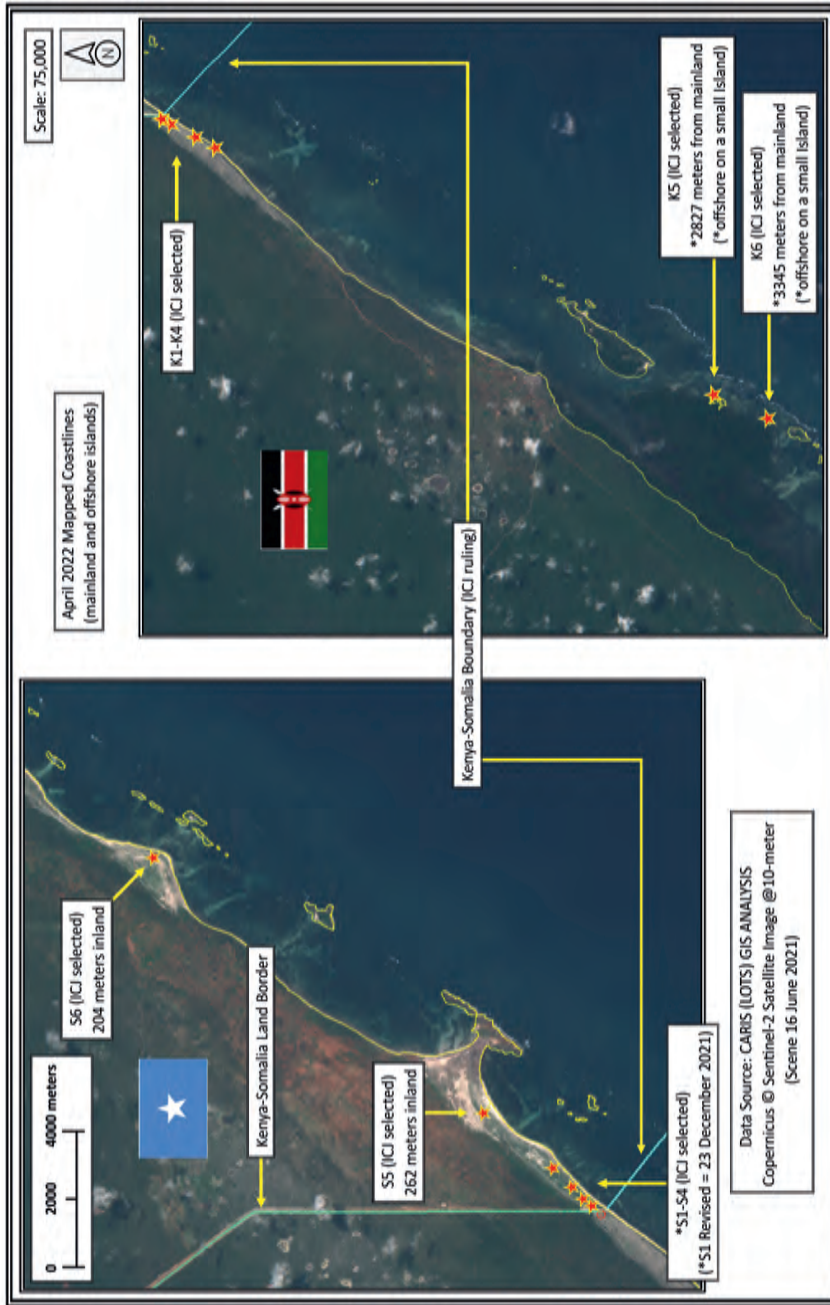 Scale: 75,000
N
April 2022 Mapped Coastlines
(mainland and offshore islands)
0 2000 4000 meters
S6 (ICJ selected)
204 meters inland
Kenya-Somalia Land Border
S5 (ICJ selected)
262 meters inland
*S1-S4 (ICJ selected)
(*S1 Revised = 23 December 2021)
Kenya-Somalia Boundary (ICJ ruling)
K1-K4 (ICJ selected)
K5 (ICJ selected)
*2827 meters from mainland
(*offshore on a small Island)
K6 (ICJ selected)
*3345 meters from mainland
(*offshore on a small Island)
Data Source: CARIS (LOTS) GIS ANALYSIS
Copernicus © Sentinel-2 Satellite Image @10-meter
(Scene 16 June 2021)